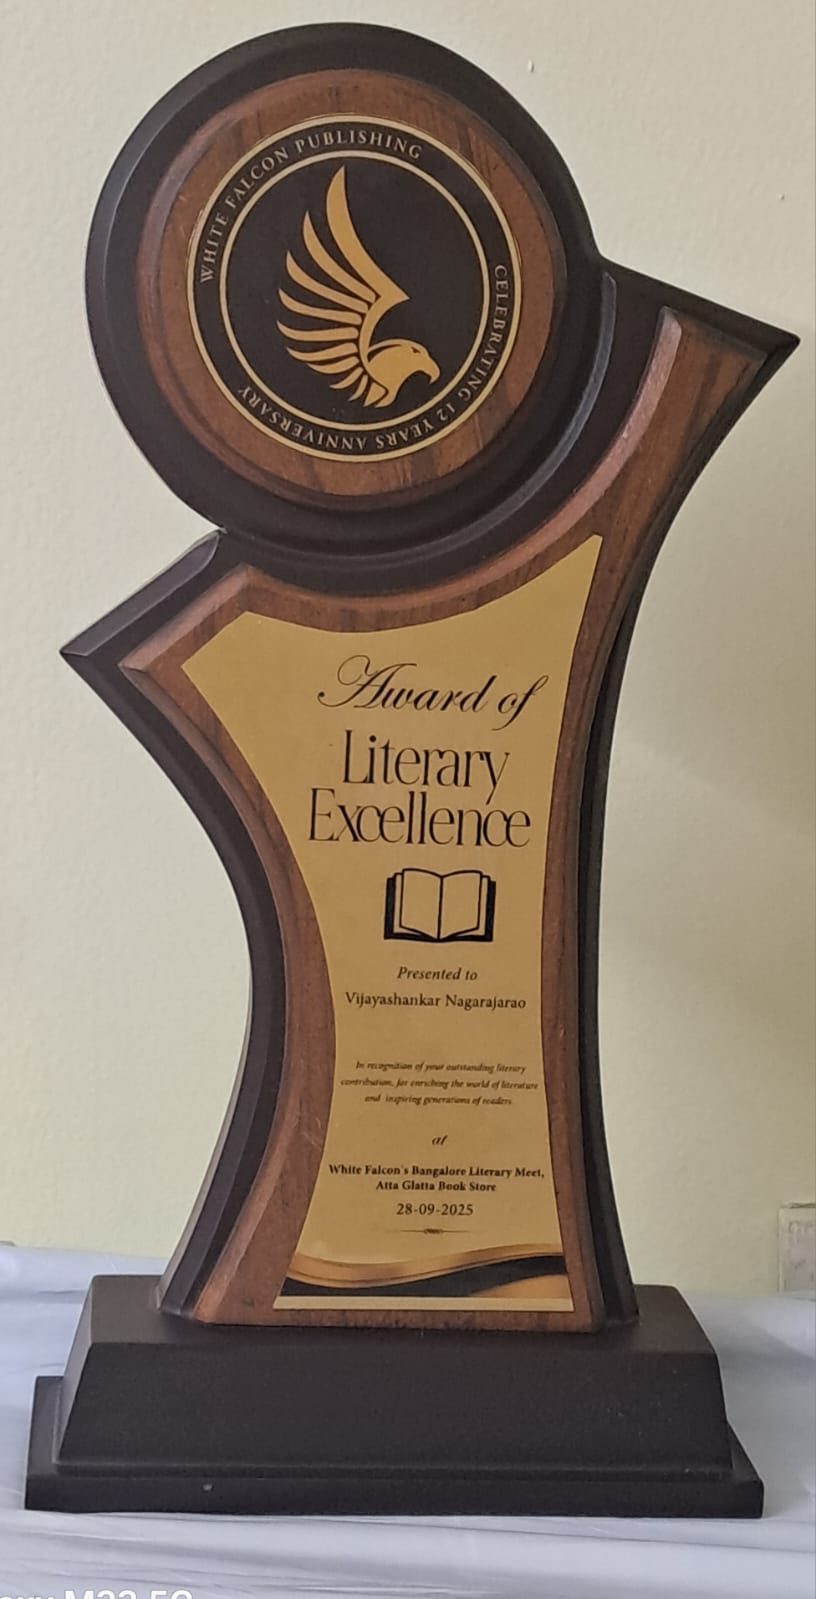 WHITE FALCON PUBLISHING
CELEBRATING 12 YEARS ANNIVERSARY
Award of
Literary
Excellence
Presented to
Vijayashankar Nagarajarao
In recognition of your outstanding literary
contribution, for enriching the world of literature
and inspiring generations of readers
at
White Falcon's Bangalore Literary Meet,
Atta Glatta Book Store
28-09-2025
M33 5G